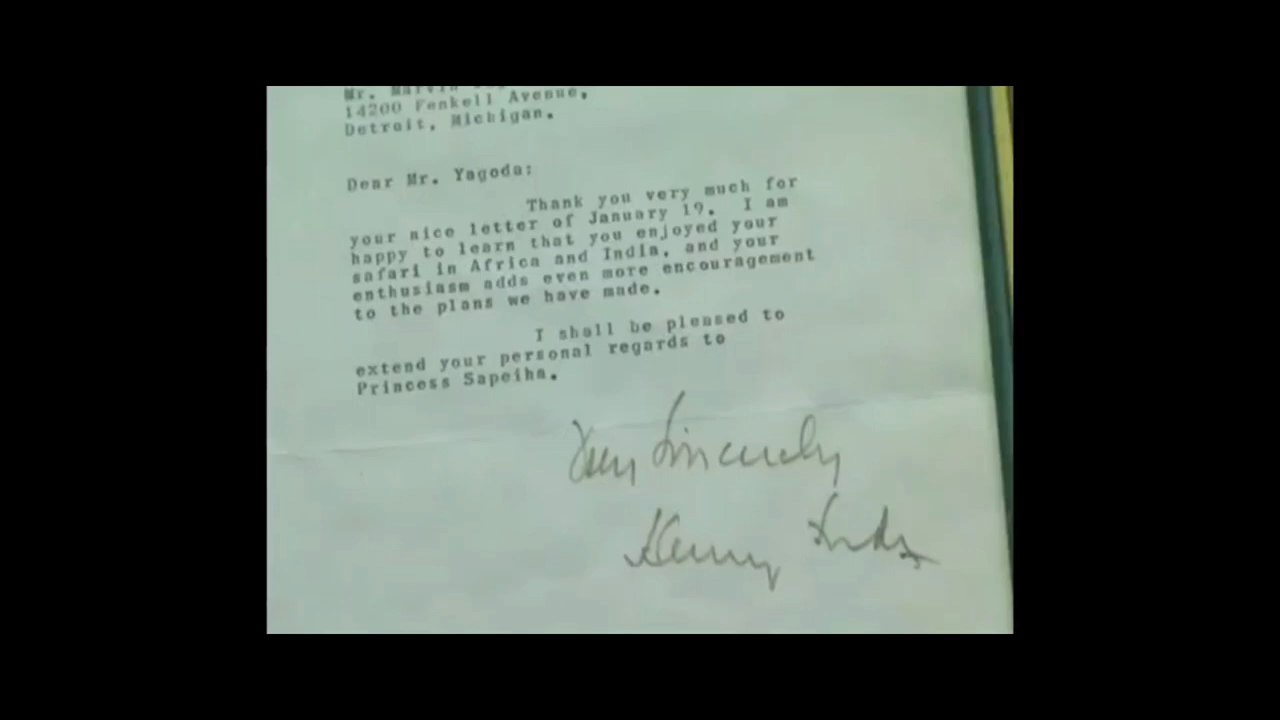 Mr. Marvin
14200 Fenkell Avenue,
Detroit, Michigan.
Dear Mr. Yagoda:
Thank you very much for
your nice letter of January 19. I am
happy to learn that you enjoyed your
safari in Africa and India, and your
enthusiasm adds even more encouragement
to the plans we have made.
I shall be pleased to
extend your personal regards to
Princess Sapeiha.
Very Sincerely
Henry